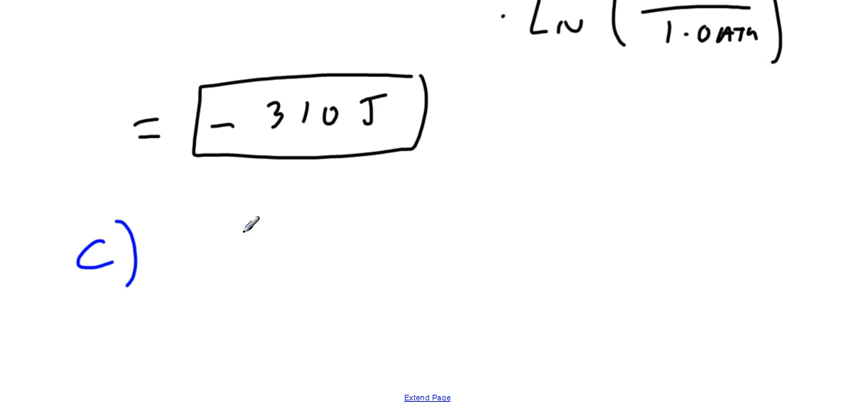 · LN ( / 1.0 ATM )
= - 310 J
c)
Extend Page